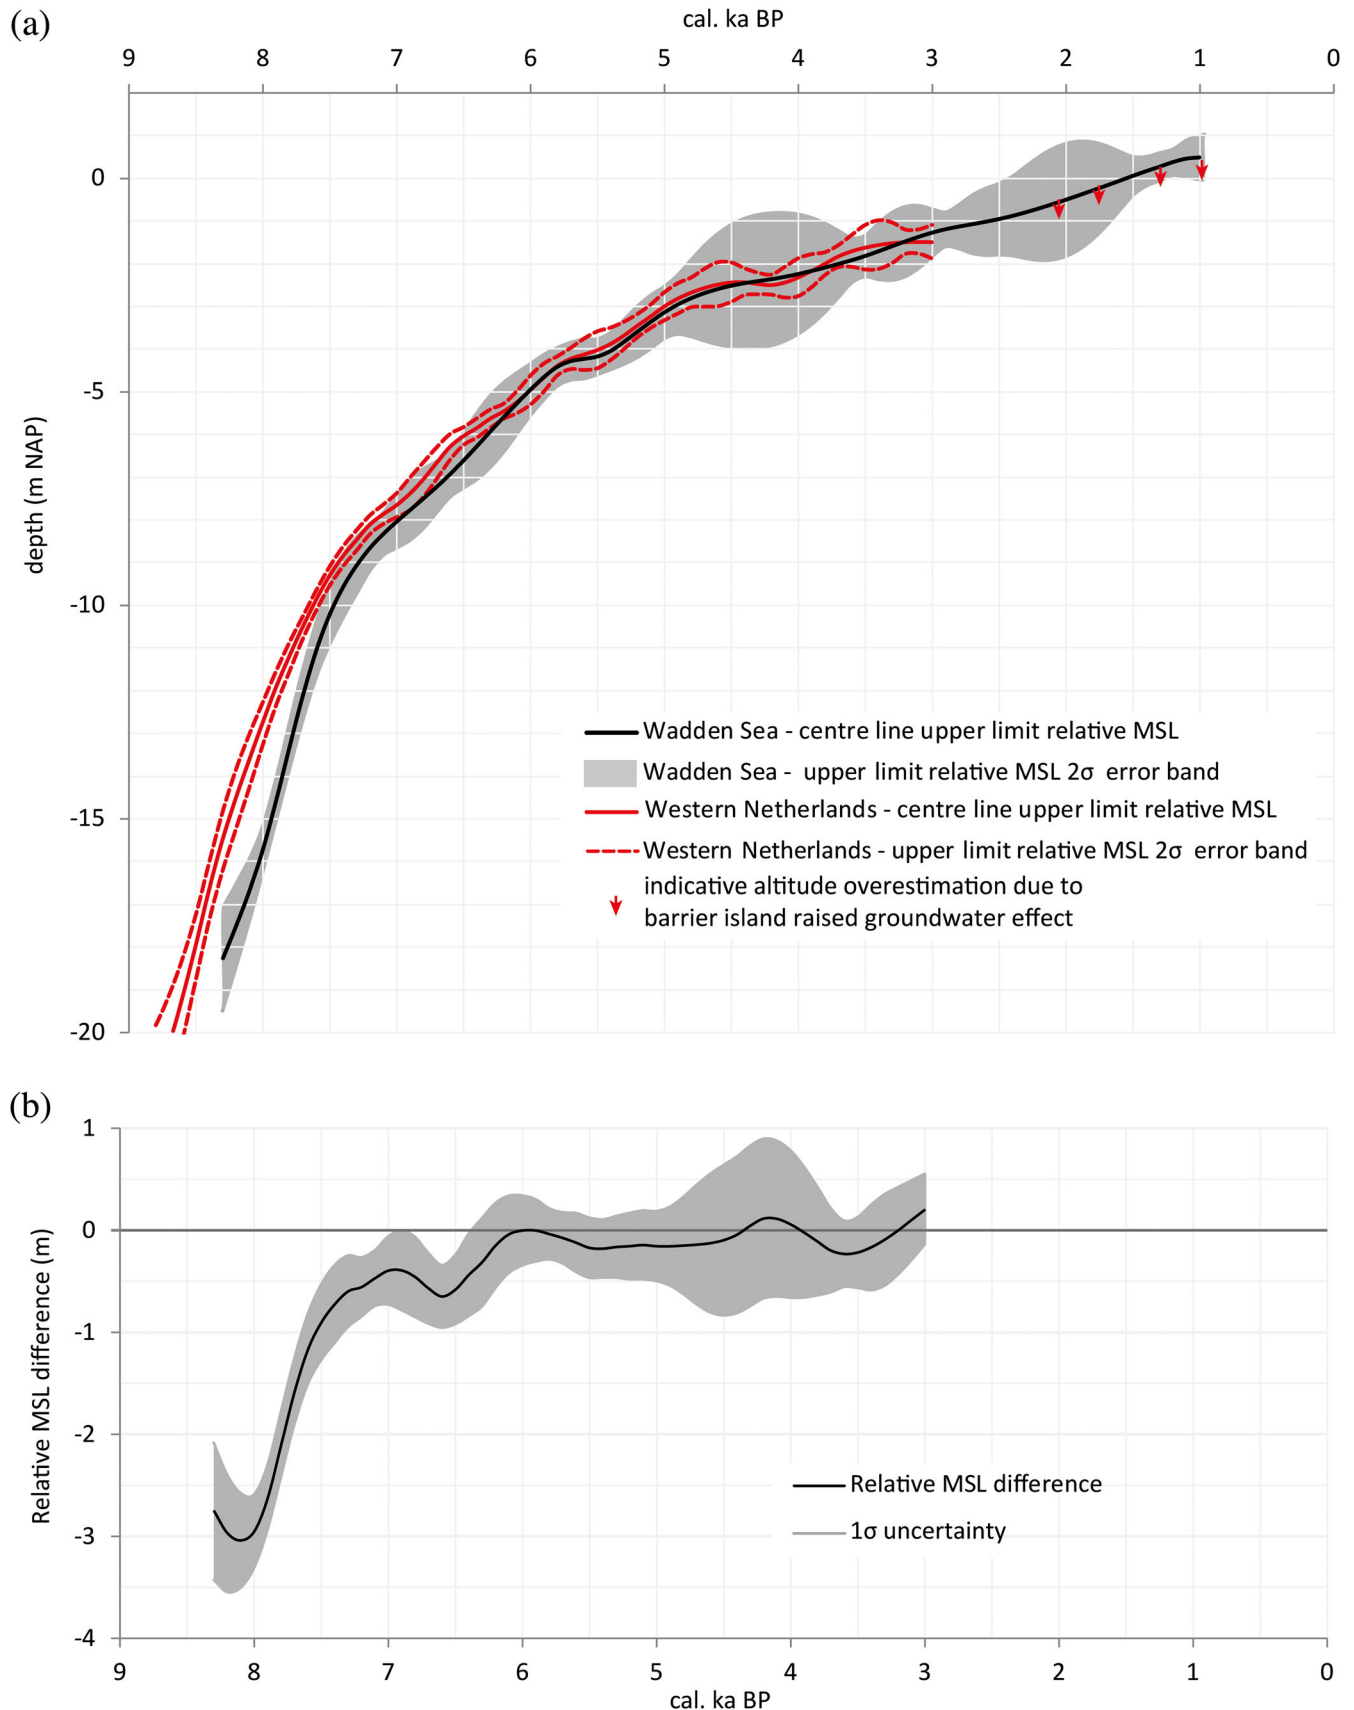 (a)
cal. ka BP
9 8 7 6 5 4 3 2 1 0
0
-5
-10
-15
-20
depth (m NAP)
Wadden Sea - centre line upper limit relative MSL
Wadden Sea - upper limit relative MSL 2σ error band
Western Netherlands - centre line upper limit relative MSL
Western Netherlands - upper limit relative MSL 2σ error band
indicative altitude overestimation due to
barrier island raised groundwater effect
(b)
1
0
-1
-2
-3
-4
Relative MSL difference (m)
Relative MSL difference
1σ uncertainty
9 8 7 6 5 4 3 2 1 0
cal. ka BP